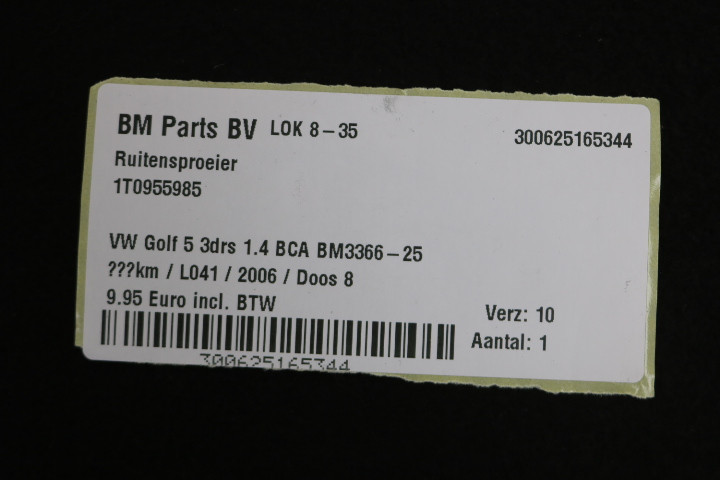 BM Parts BV LOK 8-35 300625165344
Ruitensproeier
1T0955985
VW Golf 5 3drs 1.4 BCA BM3366-25
???km / L041 / 2006 / Doos 8
9.95 Euro incl. BTW
Verz: 10
Aantal: 1
300625165344